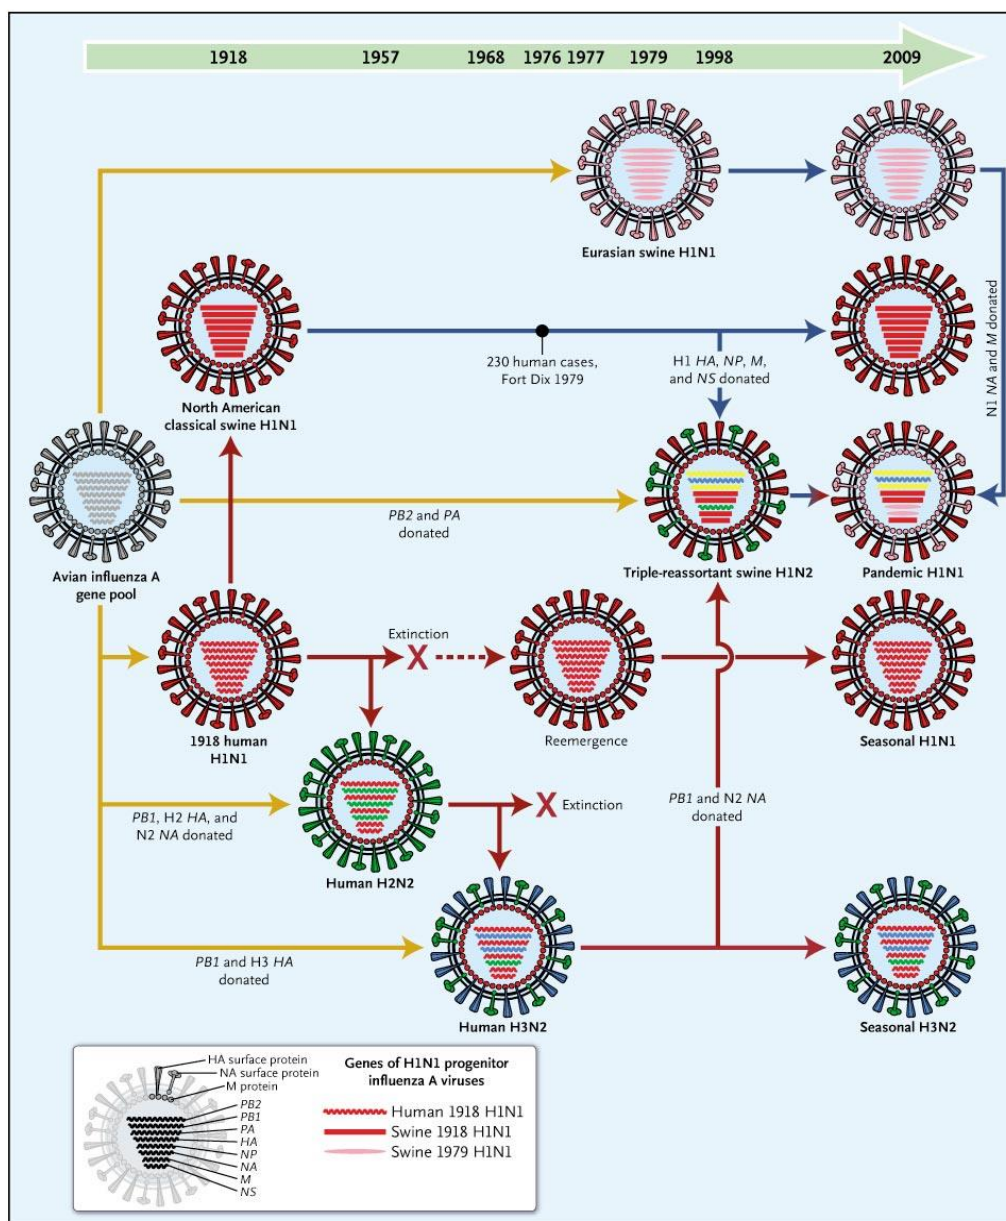 1918 1957 1968 1976 1977 1979 1998 2009
Eurasian swine H1N1
N1 NA and M donated
230 human cases,
Fort Dix 1979
H1 HA, NP, M,
and NS donated
North American
classical swine H1N1
PB2 and PA
donated
Avian influenza A
gene pool
Triple-reassortant swine H1N2
Pandemic H1N1
Extinction
X
1918 human
H1N1
Reemergence
Seasonal H1N1
PB1, H2 HA, and
N2 NA donated
X Extinction
PB1 and N2 NA
donated
Human H2N2
PB1 and H3 HA
donated
Human H3N2
Seasonal H3N2
HA surface protein
NA surface protein
M protein
PB2
PB1
PA
HA
NP
NA
M
NS
Genes of H1N1 progenitor
influenza A viruses
Human 1918 H1N1
Swine 1918 H1N1
Swine 1979 H1N1